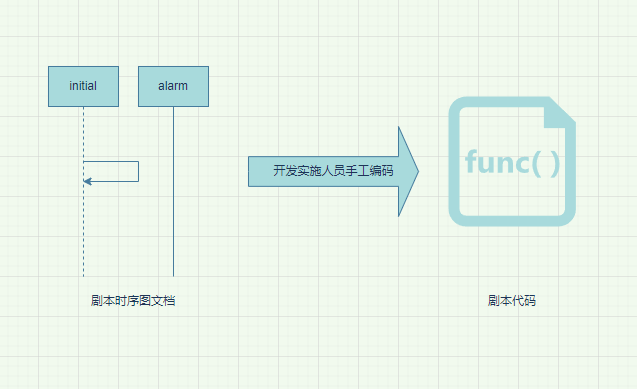 initial
alarm
开发实施人员手工编码
func( )
剧本时序图文档
剧本代码